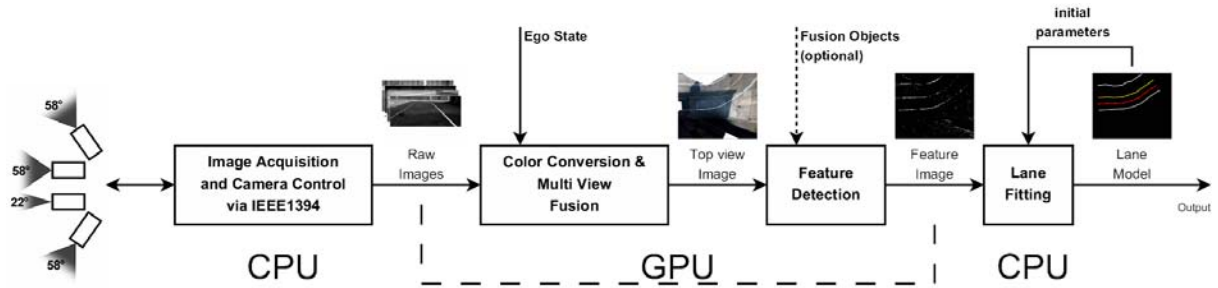 58°
58°
22°
58°
Image Acquisition
and Camera Control
via IEEE1394
CPU
Raw
Images
Ego State
Color Conversion &
Multi View
Fusion
GPU
Top view
Image
Fusion Objects
(optional)
Feature
Detection
Feature
Image
initial
parameters
Lane
Fitting
CPU
Lane
Model
Output